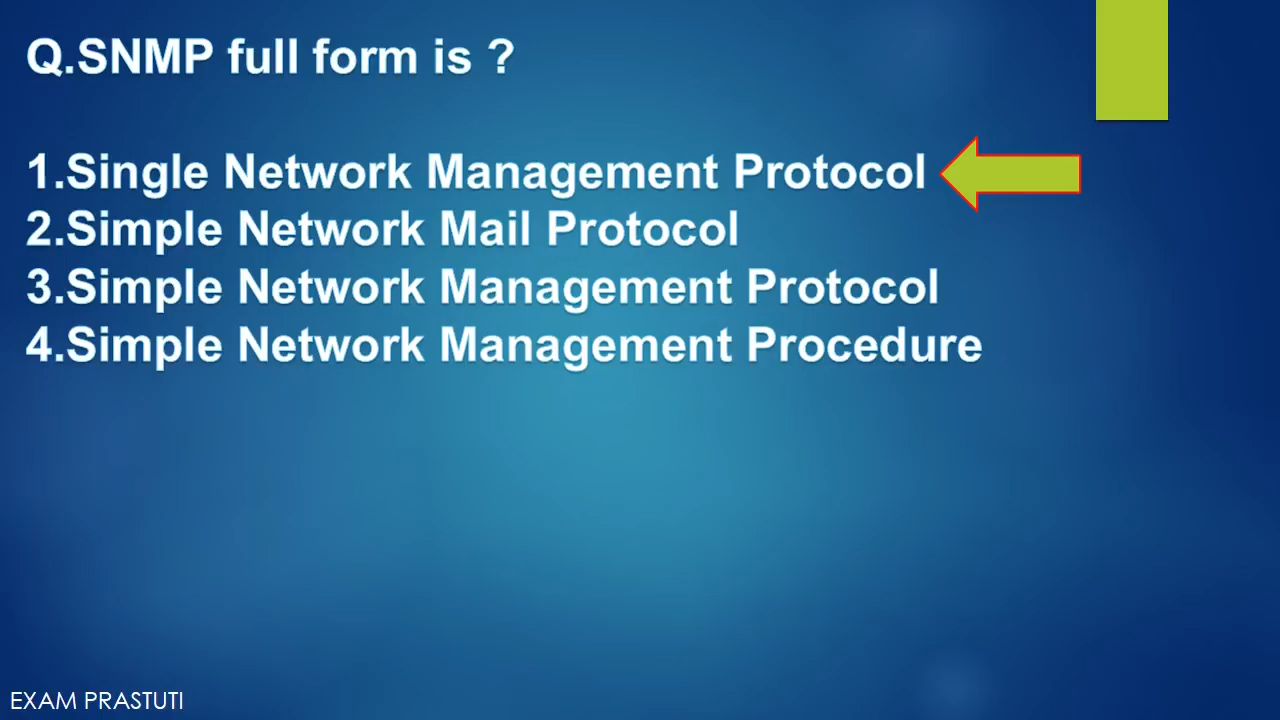 Q.SNMP full form is ?
1.Single Network Management Protocol
2.Simple Network Mail Protocol
3.Simple Network Management Protocol
4.Simple Network Management Procedure
EXAM PRASTUTI